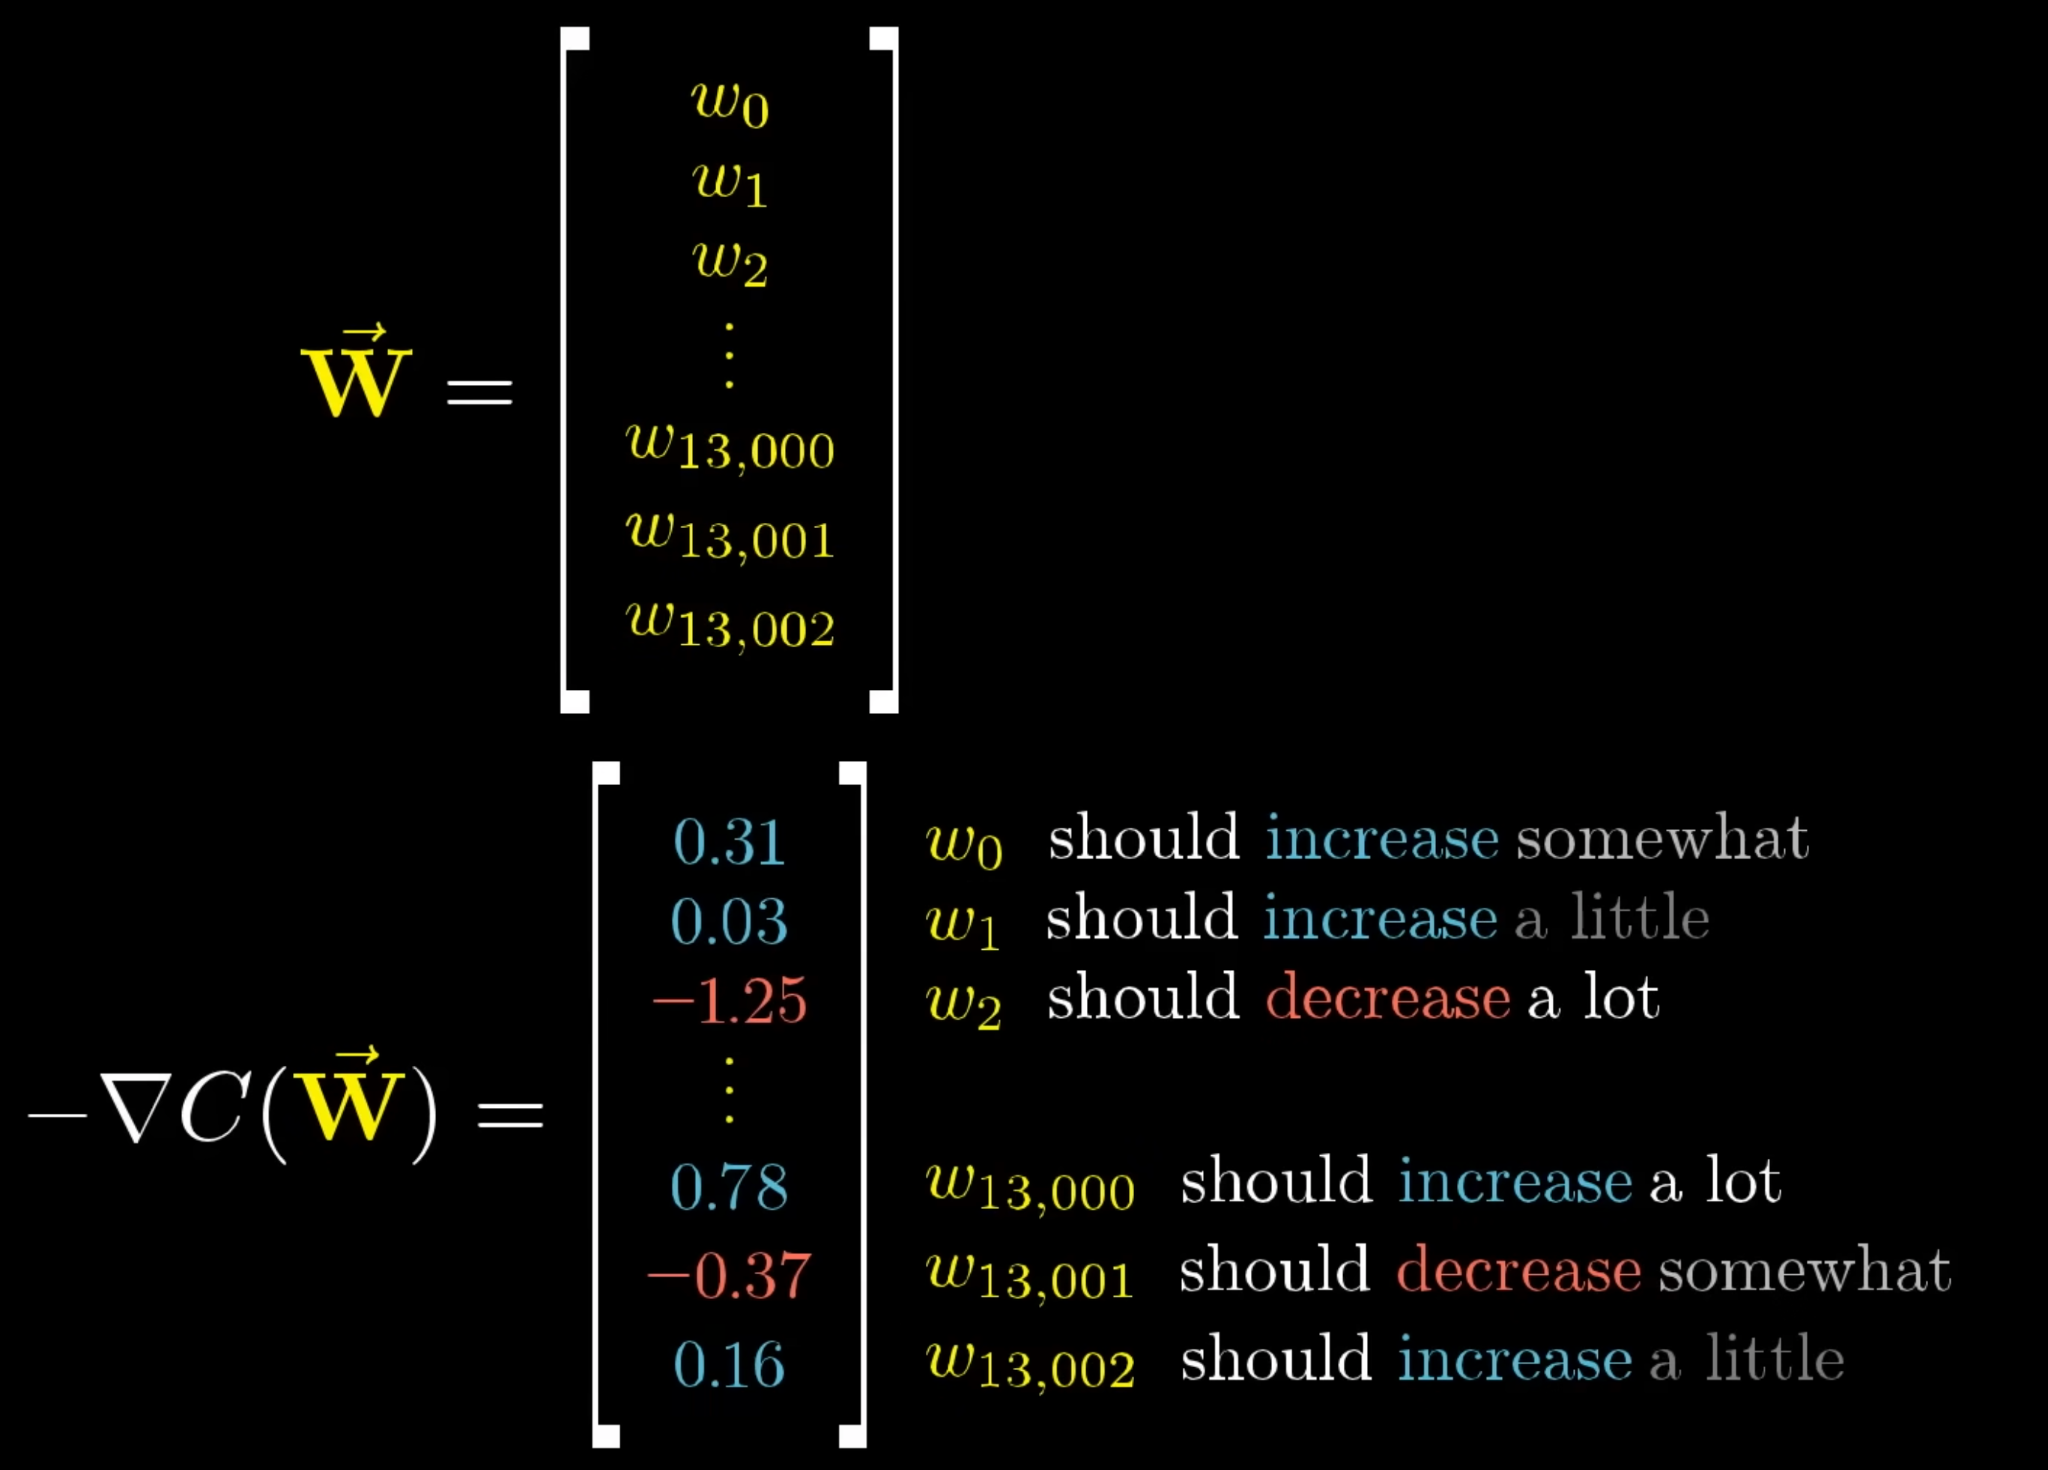 w₀
w₁
w₂
⋮
w₁₃,₀₀₀
W⃗ =
w₁₃,₀₀₁
w₁₃,₀₀₂
0.31 w₀ should increase somewhat
0.03 w₁ should increase a little
−1.25 w₂ should decrease a lot
⋮
−∇C(W⃗) =
0.78 w₁₃,₀₀₀ should increase a lot
−0.37 w₁₃,₀₀₁ should decrease somewhat
0.16 w₁₃,₀₀₂ should increase a little